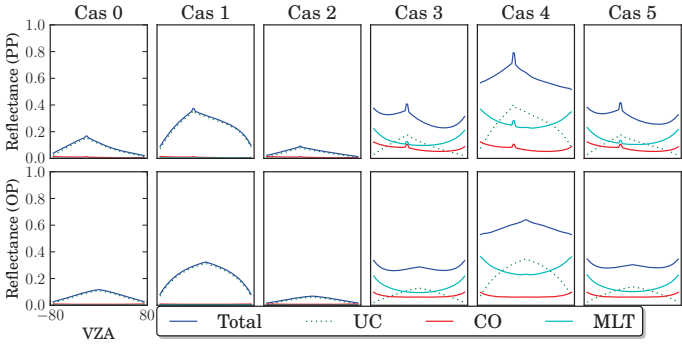 Cas 0 Cas 1 Cas 2 Cas 3 Cas 4 Cas 5
Reflectance (PP)
1.0
0.8
0.6
0.4
0.2
0.0
Reflectance (OP)
1.0
0.8
0.6
0.4
0.2
0.0
−80 80
VZA
Total UC CO MLT